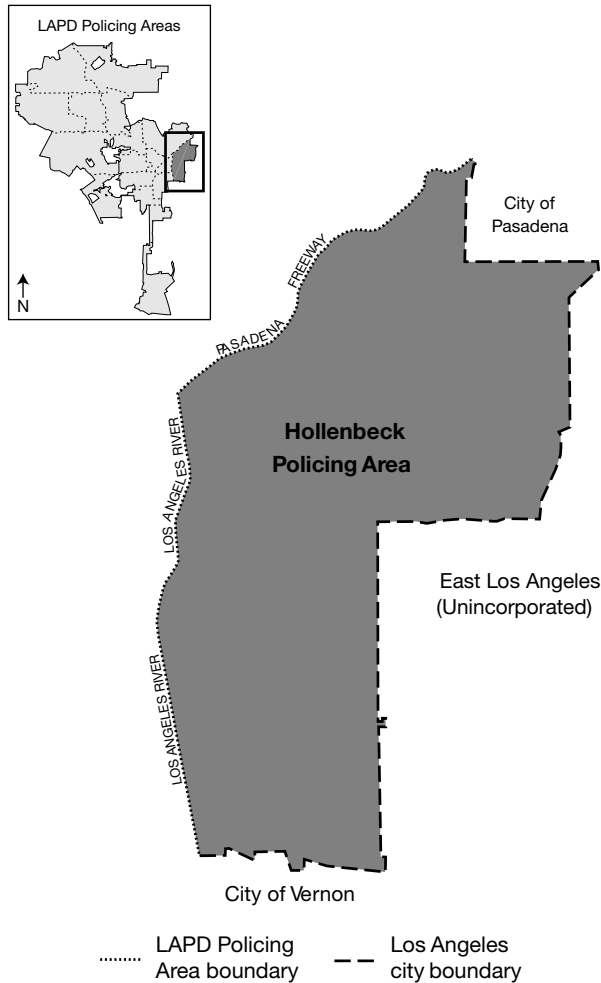 LAPD Policing Areas
N
City of
Pasadena
FREEWAY
PASADENA
Hollenbeck
Policing Area
LOS ANGELES RIVER
East Los Angeles
(Unincorporated)
LOS ANGELES RIVER
City of Vernon
LAPD Policing
Area boundary
Los Angeles
city boundary